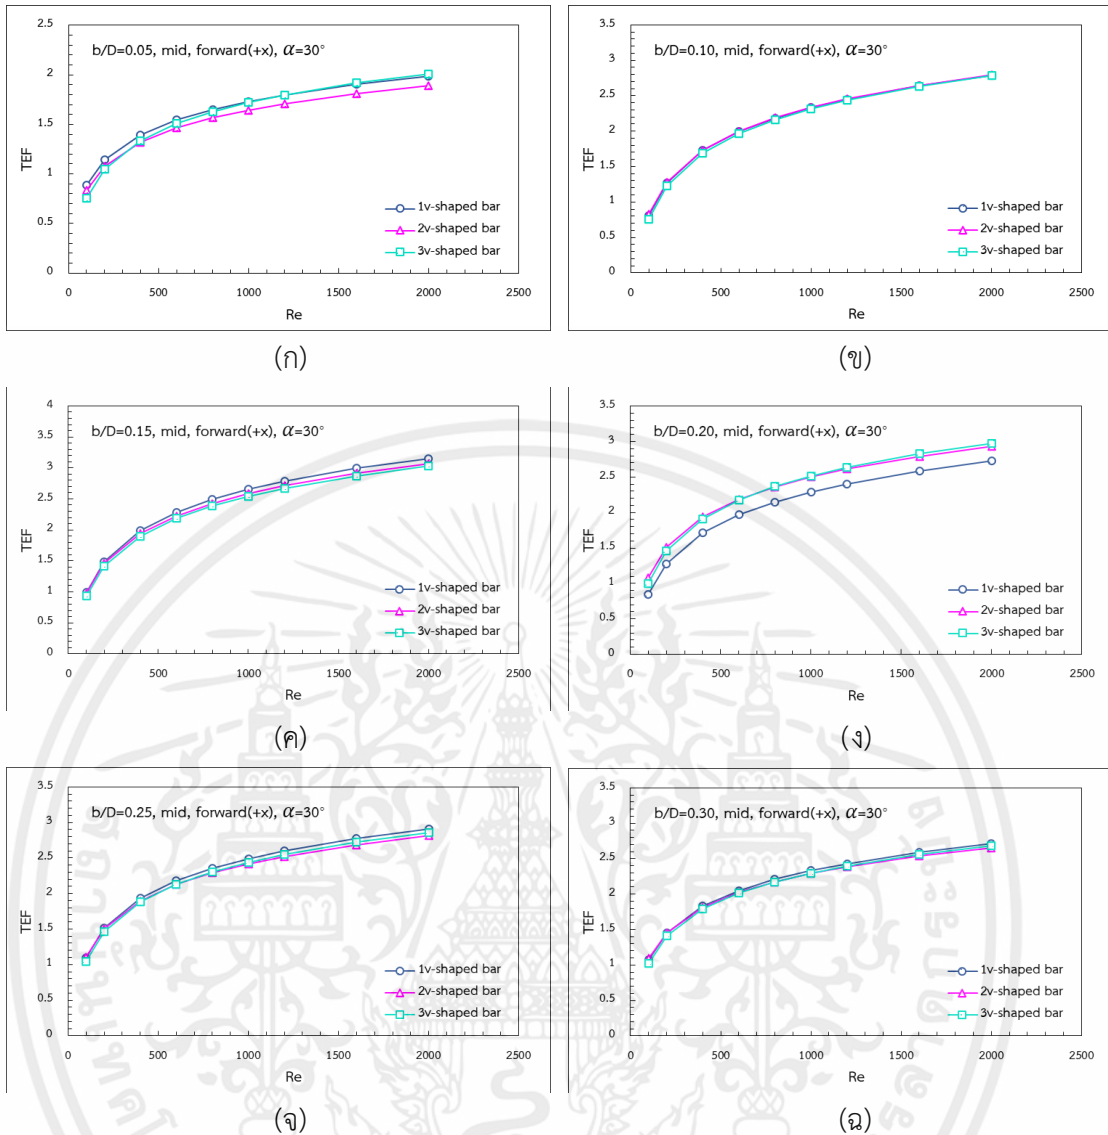 b/D=0.05, mid, forward(+x), α=30°
TEF
2.5
2
1.5
1
0.5
0
0 500 1000 1500 2000 2500
Re
1v-shaped bar
2v-shaped bar
3v-shaped bar
(ก)
b/D=0.10, mid, forward(+x), α=30°
TEF
3.5
3
2.5
2
1.5
1
0.5
0
0 500 1000 1500 2000 2500
Re
1v-shaped bar
2v-shaped bar
3v-shaped bar
(ข)
b/D=0.15, mid, forward(+x), α=30°
TEF
4
3.5
3
2.5
2
1.5
1
0.5
0
0 500 1000 1500 2000 2500
Re
1v-shaped bar
2v-shaped bar
3v-shaped bar
(ค)
b/D=0.20, mid, forward(+x), α=30°
TEF
3.5
3
2.5
2
1.5
1
0.5
0
0 500 1000 1500 2000 2500
Re
1v-shaped bar
2v-shaped bar
3v-shaped bar
(ง)
b/D=0.25, mid, forward(+x), α=30°
TEF
3.5
3
2.5
2
1.5
1
0.5
0
0 500 1000 1500 2000 2500
Re
1v-shaped bar
2v-shaped bar
3v-shaped bar
(จ)
b/D=0.30, mid, forward(+x), α=30°
TEF
3.5
3
2.5
2
1.5
1
0.5
0
0 500 1000 1500 2000 2500
Re
1v-shaped bar
2v-shaped bar
3v-shaped bar
(ฉ)